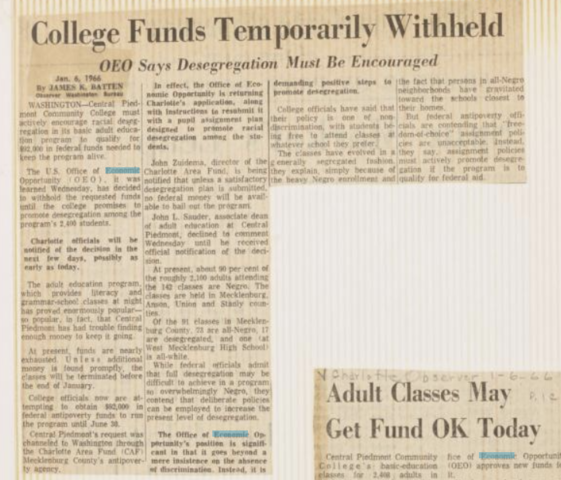 College Funds Temporarily Withheld
OEO Says Desegregation Must Be Encouraged
Jan. 6, 1966
By JAMES K. BATTEN
Observer Washington Bureau
WASHINGTON—Central Pied-
mont Community College must
actively encourage racial deseg-
regation in its basic adult educa-
tion program to qualify for
$92,000 in federal funds needed to
keep the program alive.
The U.S. Office of Economic
Opportunity (OEO), it was
learned Wednesday, has decided
to withhold the requested funds
until the college promises to
promote desegregation among the
program's 2,400 students.
Charlotte officials will be
notified of the decision in the
next few days, possibly as
early as today.
The adult education program,
which provides literacy and
grammar-school classes at night
has proved enormously popular—
so popular, in fact, that Central
Piedmont has had trouble finding
enough money to keep it going.
At present, funds are nearly
exhausted. Unless additional
money is found promptly, the
classes will be terminated before
the end of January.
College officials now are at-
tempting to obtain $92,000 in
federal antipoverty funds to run
the program until June 30.
Central Piedmont's request was
channeled to Washington through
the Charlotte Area Fund (CAF)
Mecklenburg County's antipover-
ty agency.
In effect, the Office of Eco-
nomic Opportunity is returning
Charlotte's application, along
with instructions to resubmit it
with a pupil assignment plan
designed to promote racial
desegregation among the stu-
dents.
John Zuidema, director of the
Charlotte Area Fund, is being
notified that unless a satisfactory
desegregation plan is submitted,
no federal money will be avail-
able to bail out the program.
John L. Sauder, associate dean
of adult education at Central
Piedmont, declined to comment
Wednesday until he received
official notification of the deci-
sion.
At present, about 90 per cent of
the roughly 2,100 adults attending
the 142 classes are Negro. The
classes are held in Mecklenburg,
Anson, Union and Stanly coun-
ties.
Of the 91 classes in Mecklen-
burg County, 73 are all-Negro, 17
are desegregated, and one (at
West Mecklenburg High School)
is all-white.
While federal officials admit
that full desegregation may be
difficult to achieve in a program
so overwhelmingly Negro, they
contend that deliberate policies
can be employed to increase the
present level of desegregation.
The Office of Economic Op-
portunity's position is signifi-
cant in that it goes beyond a
mere insistence on the absence
of discrimination. Instead, it is
demanding positive steps to
promote desegregation.
College officials have said that
their policy is one of non-
discrimination, with students be-
ing free to attend classes at
whatever school they prefer.
The classes have evolved in a
generally segregated fashion,
they explain, simply because of
the heavy Negro enrollment and
the fact that persons in all-Negro
neighborhoods have gravitated
toward the schools closest to
their homes.
But federal antipoverty offi-
cials are contending that "free-
dom-of-choice" assignment poli-
cies are unacceptable. Instead,
they say, assignment policies
must actively promote desegre-
gation if the program is to
qualify for federal aid.
Charlotte Observer 1-6-66
P. 12
Adult Classes May
Get Fund OK Today
Central Piedmont Community
College's basic-education
classes for 2,400 adults in
fice of Economic Opportunit
(OEO) approves new funds
it.